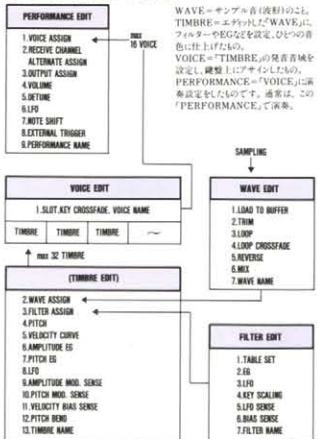 PERFORMANCE EDIT
1.VOICE ASSIGN
2.RECEIVE CHANNEL
ALTERNATE ASSIGN
3.OUTPUT ASSIGN
4.VOLUME
5.DETUNE
6.LFO
7.NOTE SHIFT
8.EXTERNAL TRIGGER
9.PERFORMANCE NAME
max
16 VOICE
WAVE=サンプル音(波形)のこと。
TIMBRE=エディットした「WAVE」に、
フィルターやEGなどを設定、ひとつの音
色に仕上げたもの。
VOICE=「TIMBRE」の発音音域を
設定し、鍵盤上にアサインしたもの。
PERFORMANCE=「VOICE」に演
奏設定をしたものです。通常は、この
「PERFORMANCE」で演奏。
SAMPLING
VOICE EDIT
1.SLOT.KEY CROSSFADE. VOICE NAME
TIMBRE TIMBRE TIMBRE ～
max 32 TIMBRE
WAVE EDIT
1.LOAD TO BUFFER
2.TRIM
3.LOOP
4.LOOP CROSSFADE
5.REVERSE
6.MIX
7.WAVE NAME
(TIMBRE EDIT)
2.WAVE ASSIGN
3.FILTER ASSIGN
4.PITCH
5.VELOCITY CURVE
6.AMPLITUDE EG
7.PITCH EG
8.LFO
9.AMPLITUDE MOD. SENSE
10.PITCH MOD. SENSE
11.VELOCITY BIAS SENSE
12.PITCH BEND
13.TIMBRE NAME
FILTER EDIT
1.TABLE SET
2.EG
3.LFO
4.KEY SCALING
5.LFO SENSE
6.BIAS SENSE
7.FILTER NAME